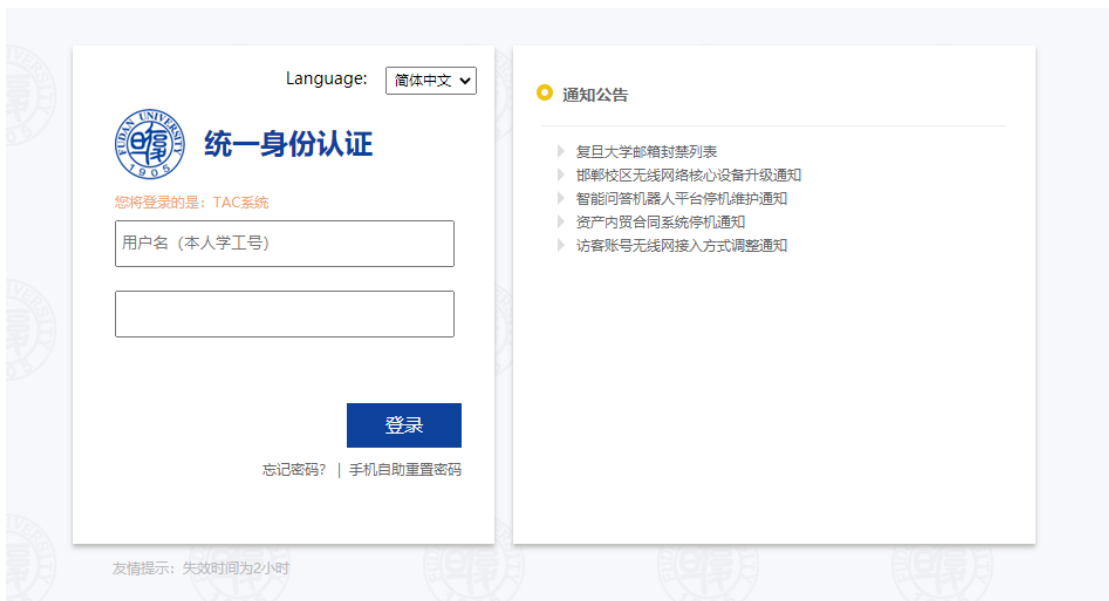 Language: 简体中文
FUDAN UNIVERSITY
1905
统一身份认证
您将登录的是：TAC系统
用户名（本人学工号）
登录
忘记密码? | 手机自助重置密码
通知公告
复旦大学邮箱封禁列表
邯郸校区无线网络核心设备升级通知
智能问答机器人平台停机维护通知
资产内贸合同系统停机通知
访客账号无线网接入方式调整通知
友情提示：失效时间为2小时